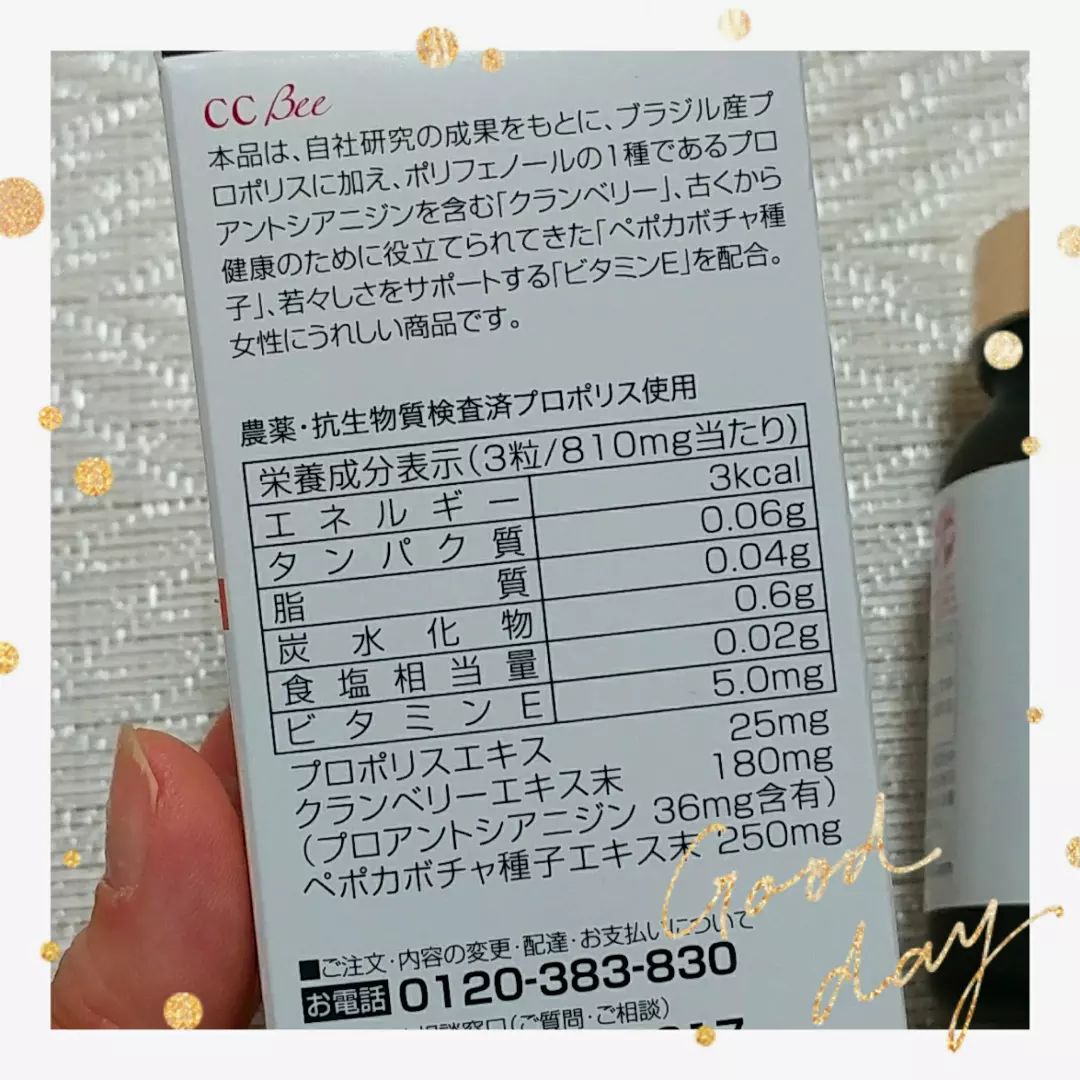 CC Bee
本品は、自社研究の成果をもとに、ブラジル産プ
ロポリスに加え、ポリフェノールの1種であるプロ
アントシアニジンを含む「クランベリー」、古くから
健康のために役立てられてきた「ペポカボチャ種
子」、若々しさをサポートする「ビタミンE」を配合。
女性にうれしい商品です。
農薬・抗生物質検査済プロポリス使用
栄養成分表示(3粒/810mg当たり)
エネルギー 3kcal
タンパク質 0.06g
脂質 0.04g
炭水化物 0.6g
食塩相当量 0.02g
ビタミンE 5.0mg
プロポリスエキス 25mg
クランベリーエキス末 180mg
(プロアントシアニジン 36mg含有)
ペポカボチャ種子エキス末 250mg
■ご注文・内容の変更・配達・お支払いについて
お電話 0120-383-830
相談窓口(ご質問・ご相談)
Good
day